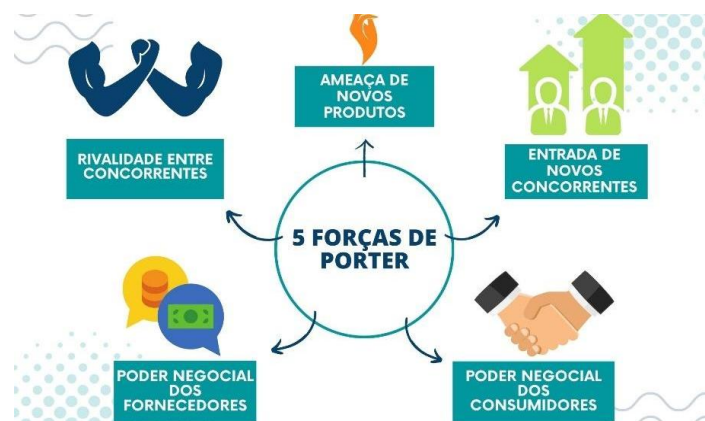 AMEAÇA DE
NOVOS
PRODUTOS
RIVALIDADE ENTRE
CONCORRENTES
ENTRADA DE
NOVOS
CONCORRENTES
5 FORÇAS DE
PORTER
PODER NEGOCIAL
DOS
FORNECEDORES
PODER NEGOCIAL
DOS
CONSUMIDORES